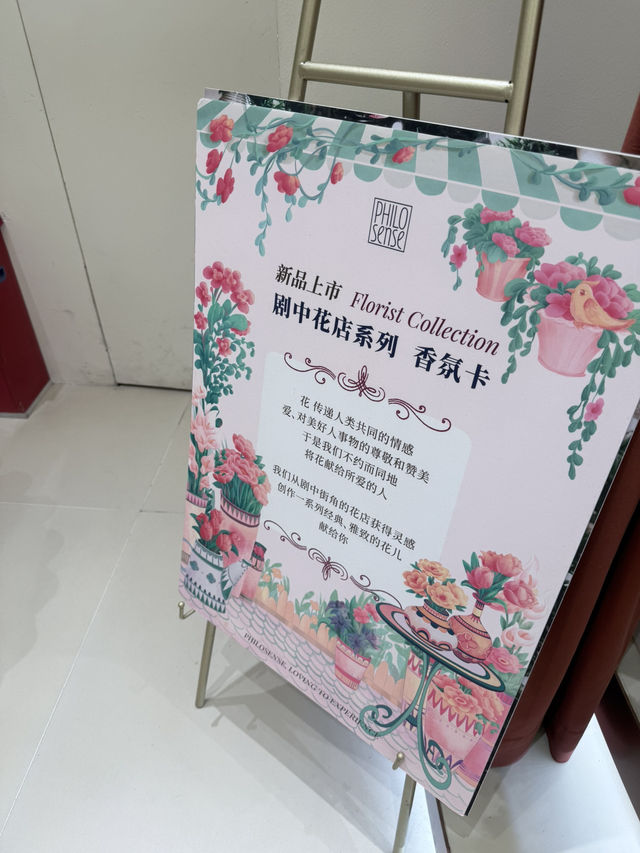 PHILO
sense
新品上市 Florist Collection
剧中花店系列 香氛卡
花 传递人类共同的情感
爱、对美好人事物的尊敬和赞美
于是我们不约而同地
将花献给所爱的人
我们从剧中街角的花店获得灵感
创作一系列经典、雅致的花儿
献给你
PHILOSENSE, LOVING TO EXPERIENCE